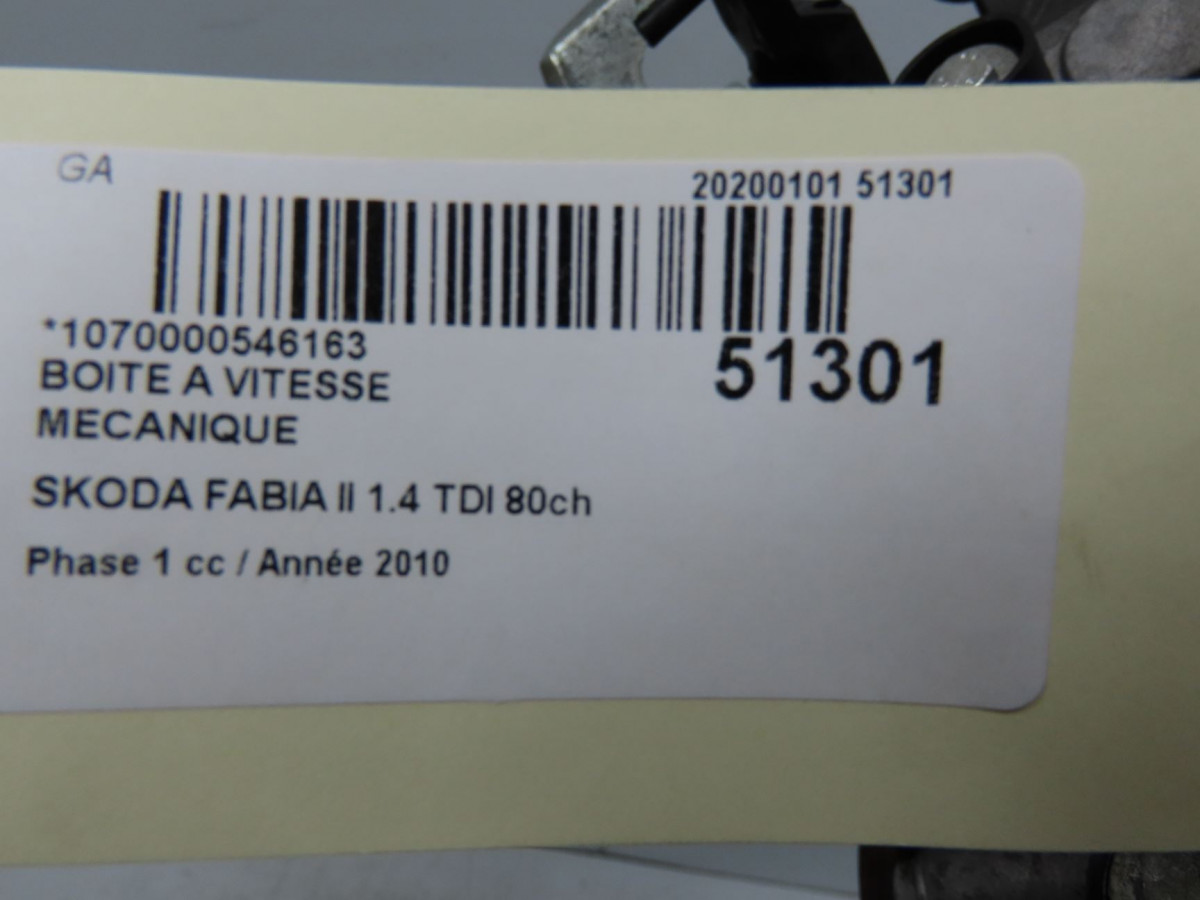 GA
20200101 51301
*1070000546163
51301
BOITE A VITESSE
MECANIQUE
SKODA FABIA II 1.4 TDI 80ch
Phase 1 cc / Année 2010